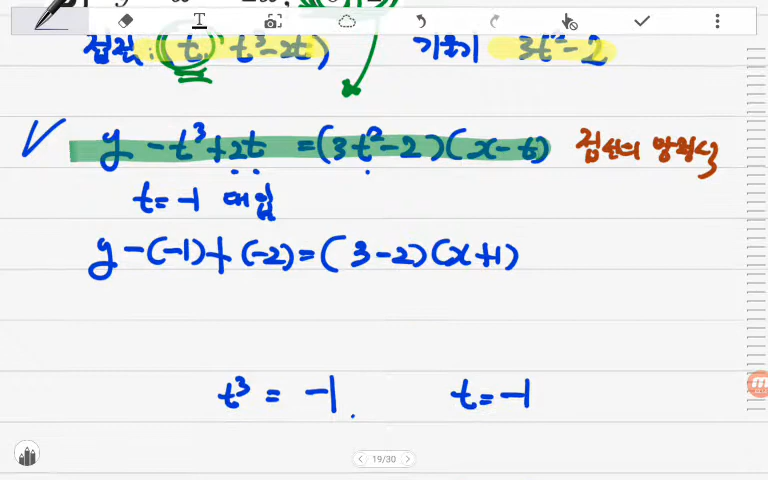 접점 : (t, t³-2t) 기울기 3t²-2
y -t³+2t =(3t²-2)(x-t) 접선의 방정식
t=-1 대입
y-(-1)+(-2)=(3-2)(x+1)
t³ = -1 t=-1
19/30